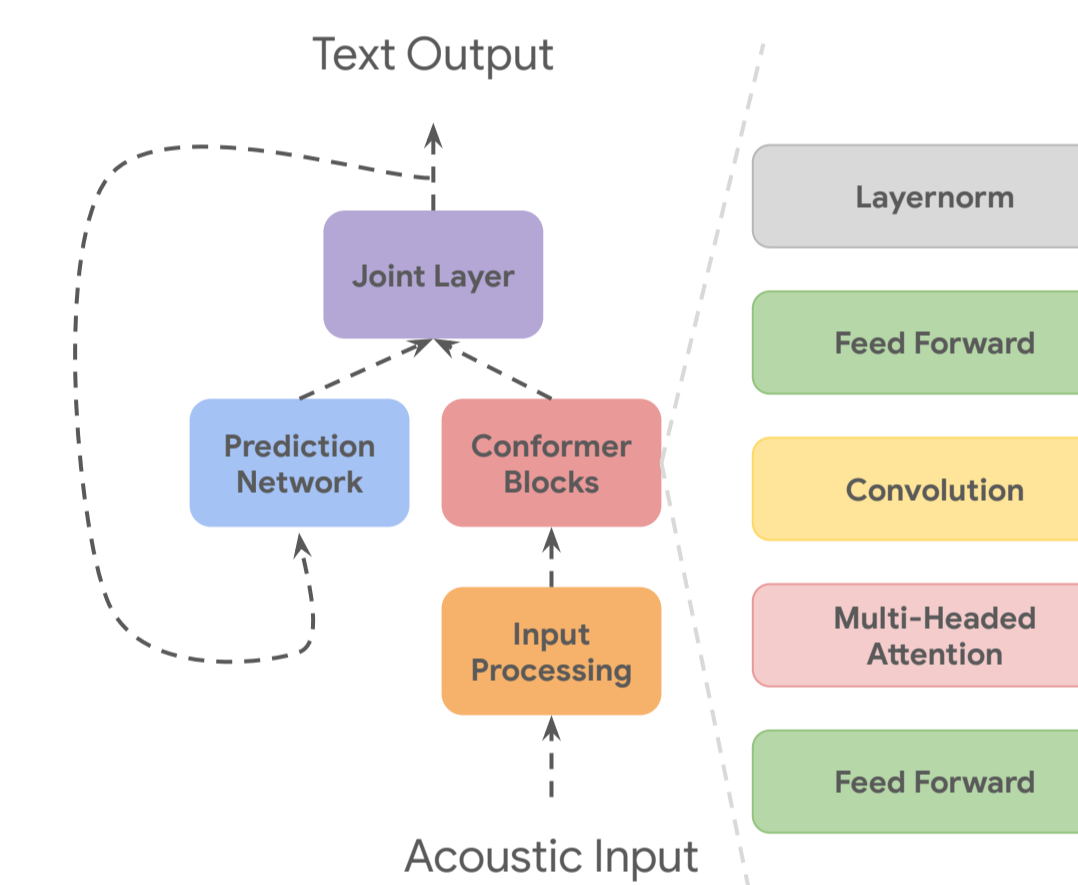 Text Output
Joint Layer
Prediction
Network
Conformer
Blocks
Input
Processing
Acoustic Input
Layernorm
Feed Forward
Convolution
Multi-Headed
Attention
Feed Forward